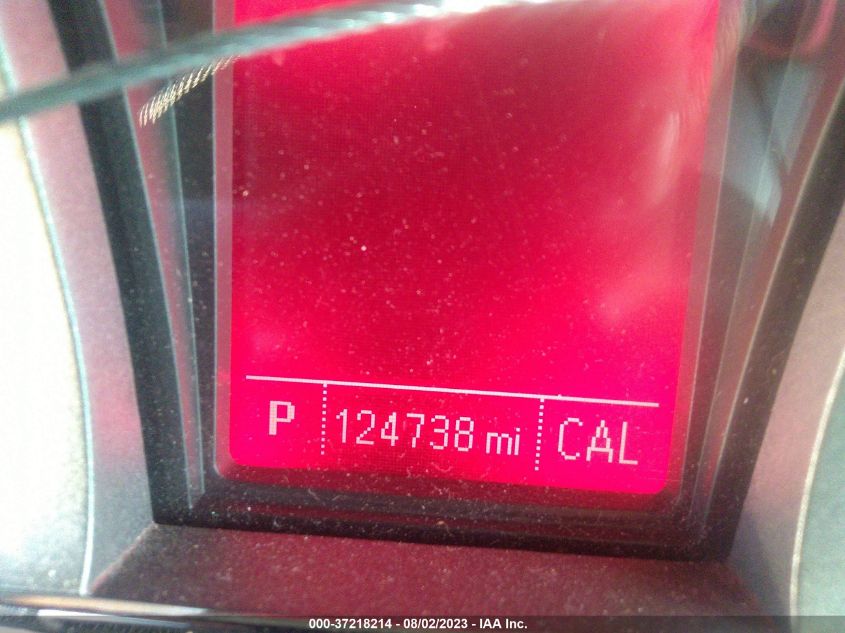 P 124738 mi CAL
000-37218214 - 08/02/2023 - IAA Inc.